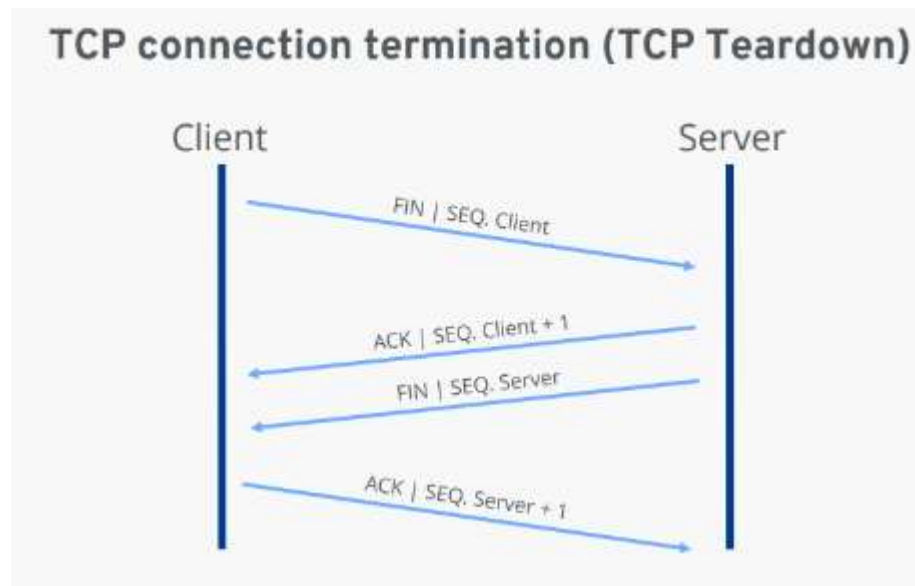 TCP connection termination (TCP Teardown)
Client
Server
FIN | SEQ. Client
ACK | SEQ. Client + 1
FIN | SEQ. Server
ACK | SEQ. Server + 1